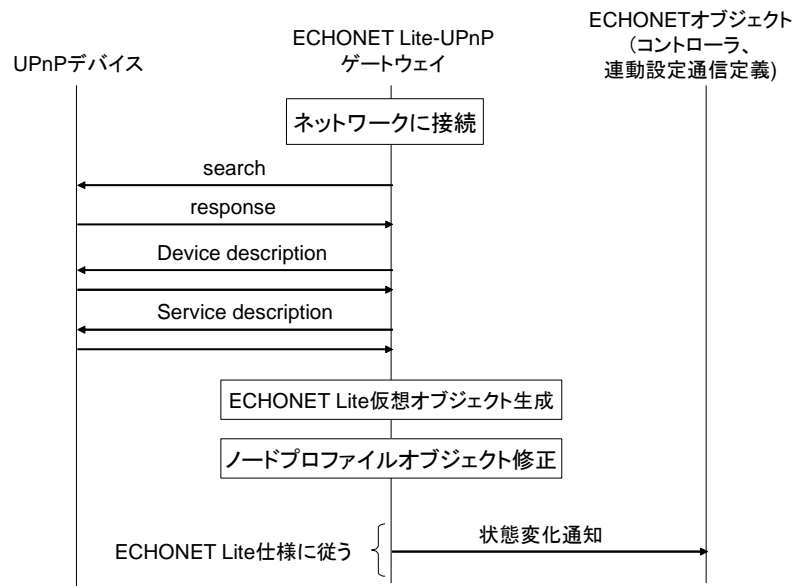 UPnPデバイス
ECHONET Lite-UPnP
ゲートウェイ
ECHONETオブジェクト
(コントローラ、
連動設定通信定義)
ネットワークに接続
search
response
Device description
Service description
ECHONET Lite仮想オブジェクト生成
ノードプロファイルオブジェクト修正
ECHONET Lite仕様に従う
状態変化通知